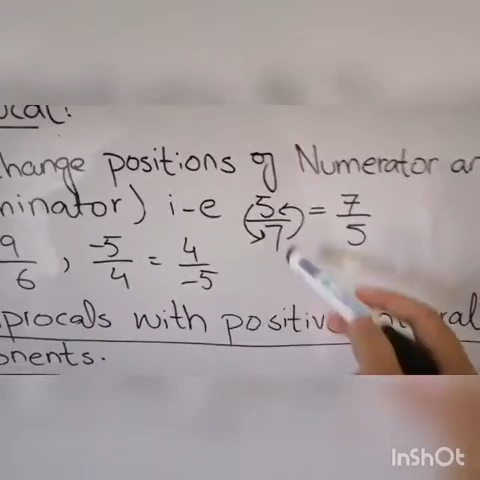 ocal:
hange positions of Numerator an
minator) i-e (5/7) = 7/5
9/6 , -5/4 = 4/-5
procals with positive
onents.
InShOt